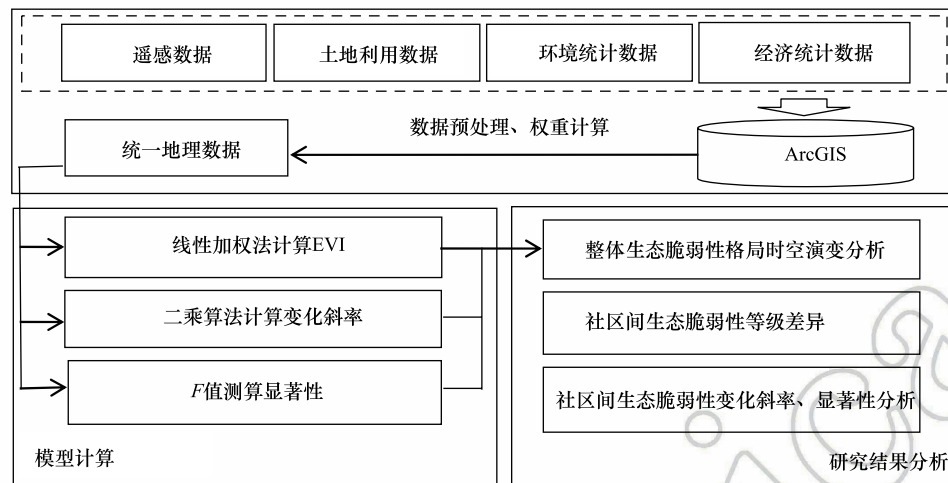 遥感数据
土地利用数据
环境统计数据
经济统计数据
数据预处理、权重计算
统一地理数据
ArcGIS
线性加权法计算EVI
二乘算法计算变化斜率
F值测算显著性
模型计算
整体生态脆弱性格局时空演变分析
社区间生态脆弱性等级差异
社区间生态脆弱性变化斜率、显著性分析
研究结果分析